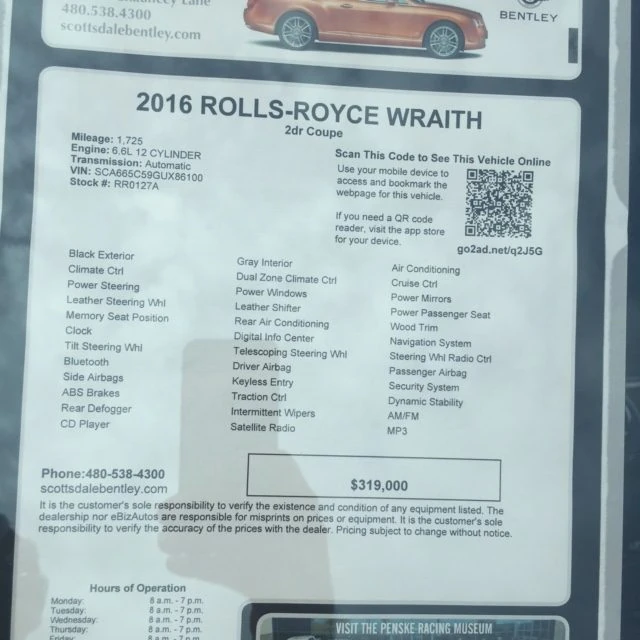 Lane
480.538.4300
scottsdalebentley.com
BENTLEY
2016 ROLLS-ROYCE WRAITH
2dr Coupe
Mileage: 1,725
Engine: 6,6L 12 CYLINDER
Transmission: Automatic
VIN: SCA665C59GUX86100
Stock #: RR0127A
Scan This Code to See This Vehicle Online
Use your mobile device to
access and bookmark the
webpage for this vehicle.
If you need a QR code
reader, visit the app store
for your device.
go2ad.net/q2J5G
Black Exterior
Climate Ctrl
Power Steering
Leather Steering Whl
Memory Seat Position
Clock
Tilt Steering Whl
Bluetooth
Side Airbags
ABS Brakes
Rear Defogger
CD Player
Gray Interior
Dual Zone Climate Ctrl
Power Windows
Leather Shifter
Rear Air Conditioning
Digital Info Center
Telescoping Steering Whl
Driver Airbag
Keyless Entry
Traction Ctrl
Intermittent Wipers
Satellite Radio
Air Conditioning
Cruise Ctrl
Power Mirrors
Power Passenger Seat
Wood Trim
Navigation System
Steering Whl Radio Ctrl
Passenger Airbag
Security System
Dynamic Stability
AM/FM
MP3
Phone:480-538-4300
scottsdalebentley.com
$319,000
It is the customer's sole responsibility to verify the existence and condition of any equipment listed. The
dealership nor eBizAutos are responsible for misprints on prices or equipment. It is the customer's sole
responsibility to verify the accuracy of the prices with the dealer. Pricing subject to change without notice.
Hours of Operation
Monday: 8 a.m. - 7 p.m.
Tuesday: 8 a.m. - 7 p.m.
Wednesday: 8 a.m. - 7 p.m.
Thursday: 8 a.m. - 7 p.m.
Friday: 8 a.m. - 7 p.m.
VISIT THE PENSKE RACING MUSEUM